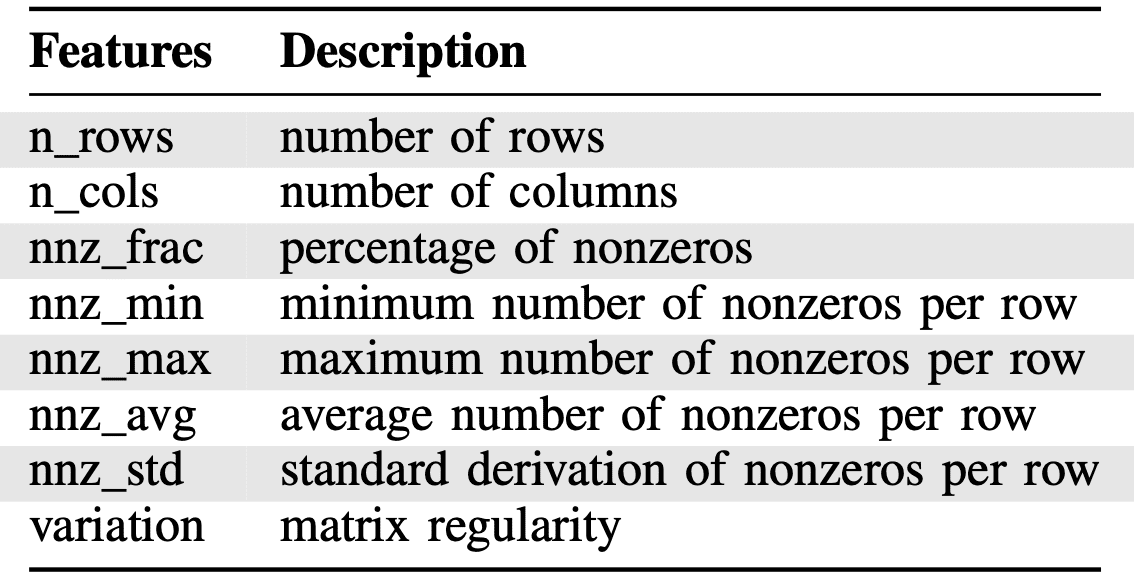 Features Description
n_rows number of rows
n_cols number of columns
nnz_frac percentage of nonzeros
nnz_min minimum number of nonzeros per row
nnz_max maximum number of nonzeros per row
nnz_avg average number of nonzeros per row
nnz_std standard derivation of nonzeros per row
variation matrix regularity